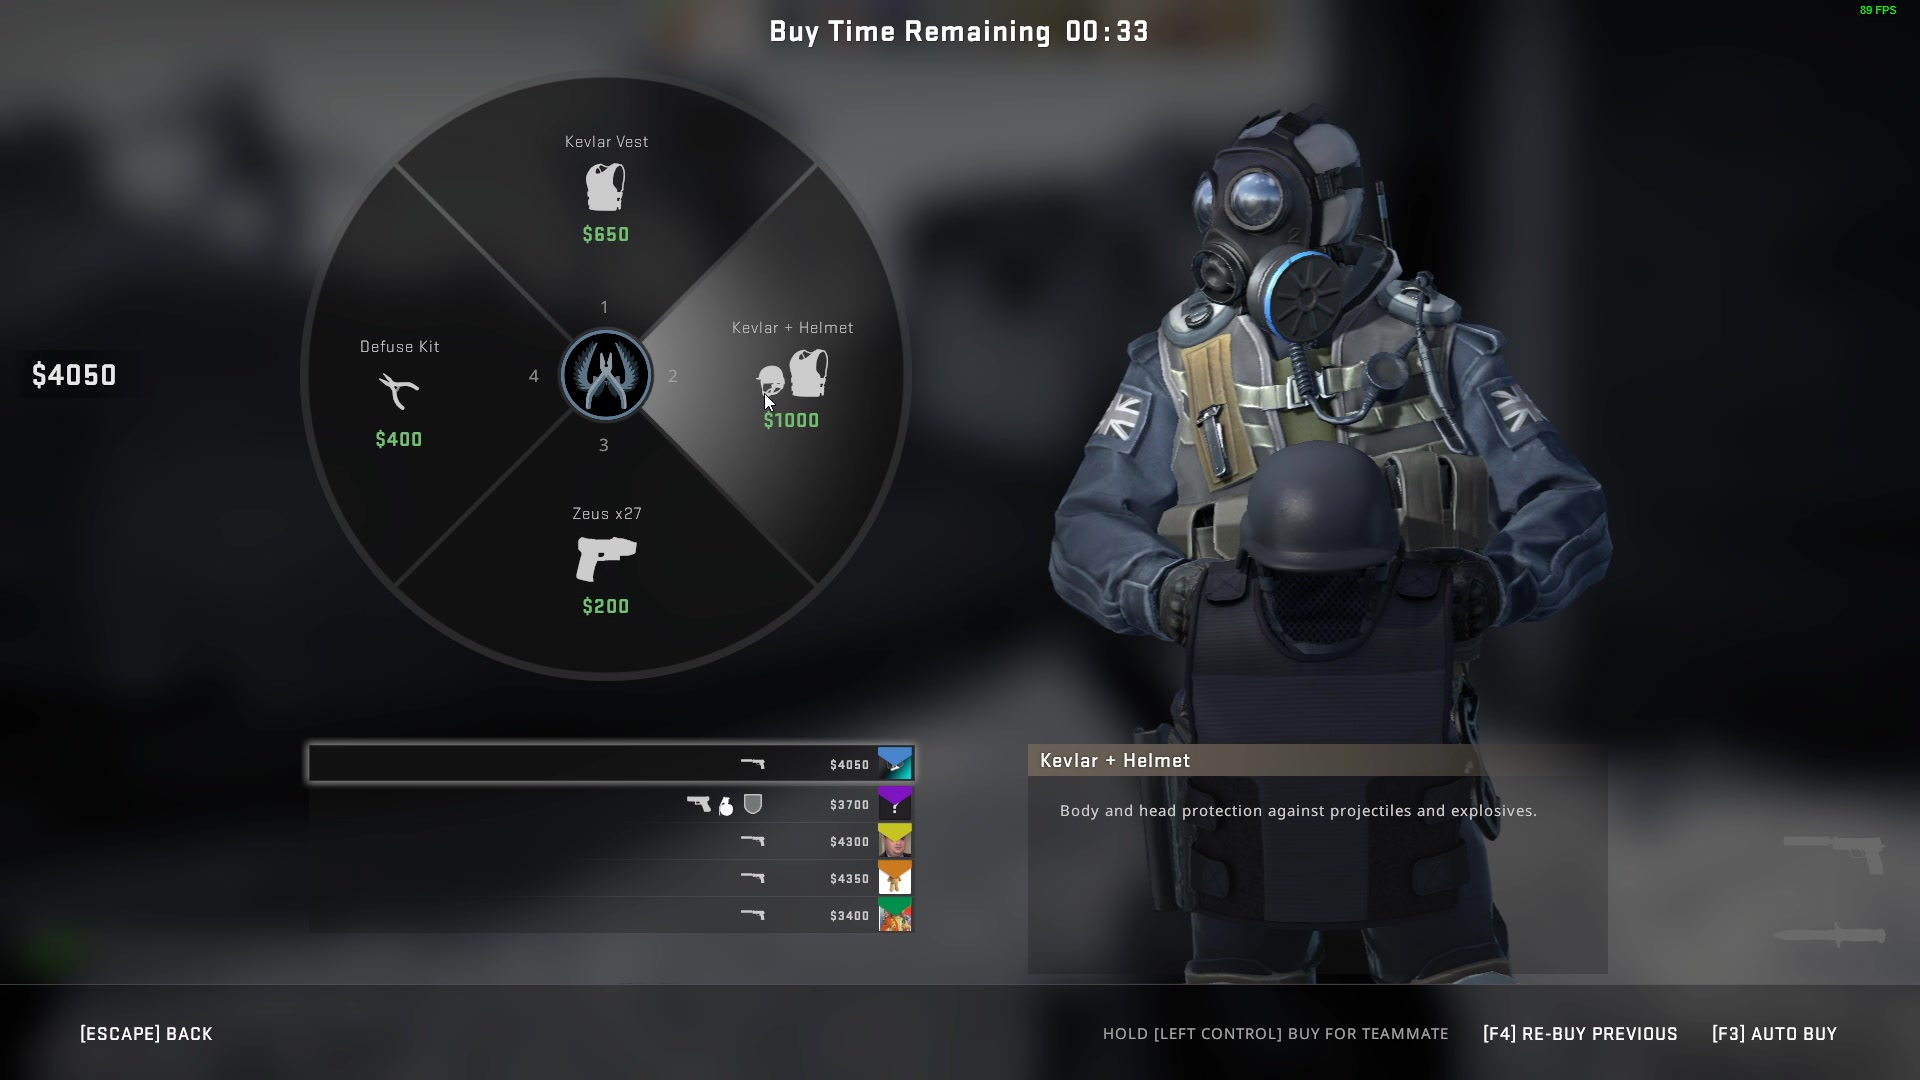 89 FPS
Buy Time Remaining 00:33
Kevlar Vest
$650
1
Defuse Kit
$400
4
2
Kevlar + Helmet
$1000
$4050
3
Zeus x27
$200
$4050
$3700
$4300
$4350
$3400
Kevlar + Helmet
Body and head protection against projectiles and explosives.
[ESCAPE] BACK
HOLD [LEFT CONTROL] BUY FOR TEAMMATE
[F4] RE-BUY PREVIOUS
[F3] AUTO BUY